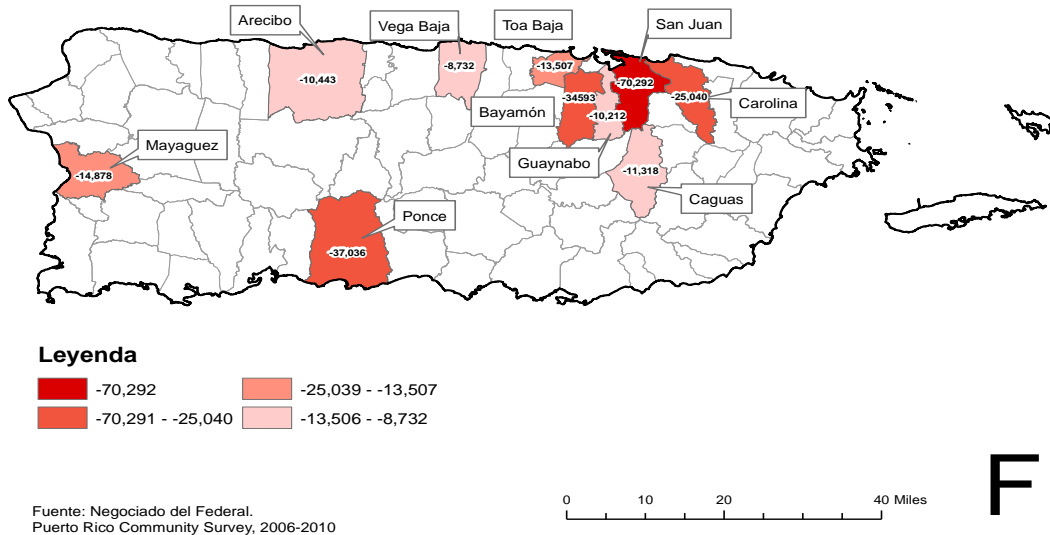 Arecibo
Vega Baja
Toa Baja
San Juan
-10,443
-8,732
-13,507
-70,292
-34593
-25,040
Carolina
Bayamón
-10,212
Mayaguez
Guaynabo
-14,878
-11,318
Caguas
Ponce
-37,036
Leyenda
-70,292
-25,039 - -13,507
-70,291 - -25,040
-13,506 - -8,732
F
0 10 20 40 Miles
Fuente: Negociado del Federal.
Puerto Rico Community Survey, 2006-2010